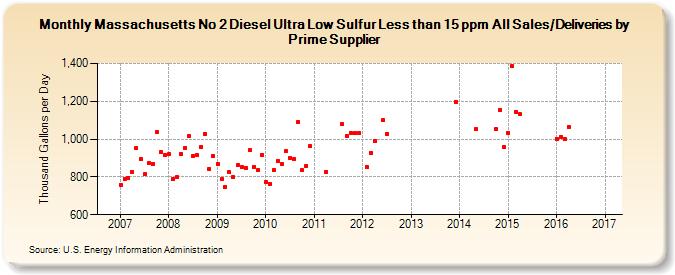 Monthly Massachusetts No 2 Diesel Ultra Low Sulfur Less than 15 ppm All Sales/Deliveries by
Prime Supplier
Thousand Gallons per Day
1,400
1,200
1,000
800
600
2007 2008 2009 2010 2011 2012 2013 2014 2015 2016 2017
Source: U.S. Energy Information Administration